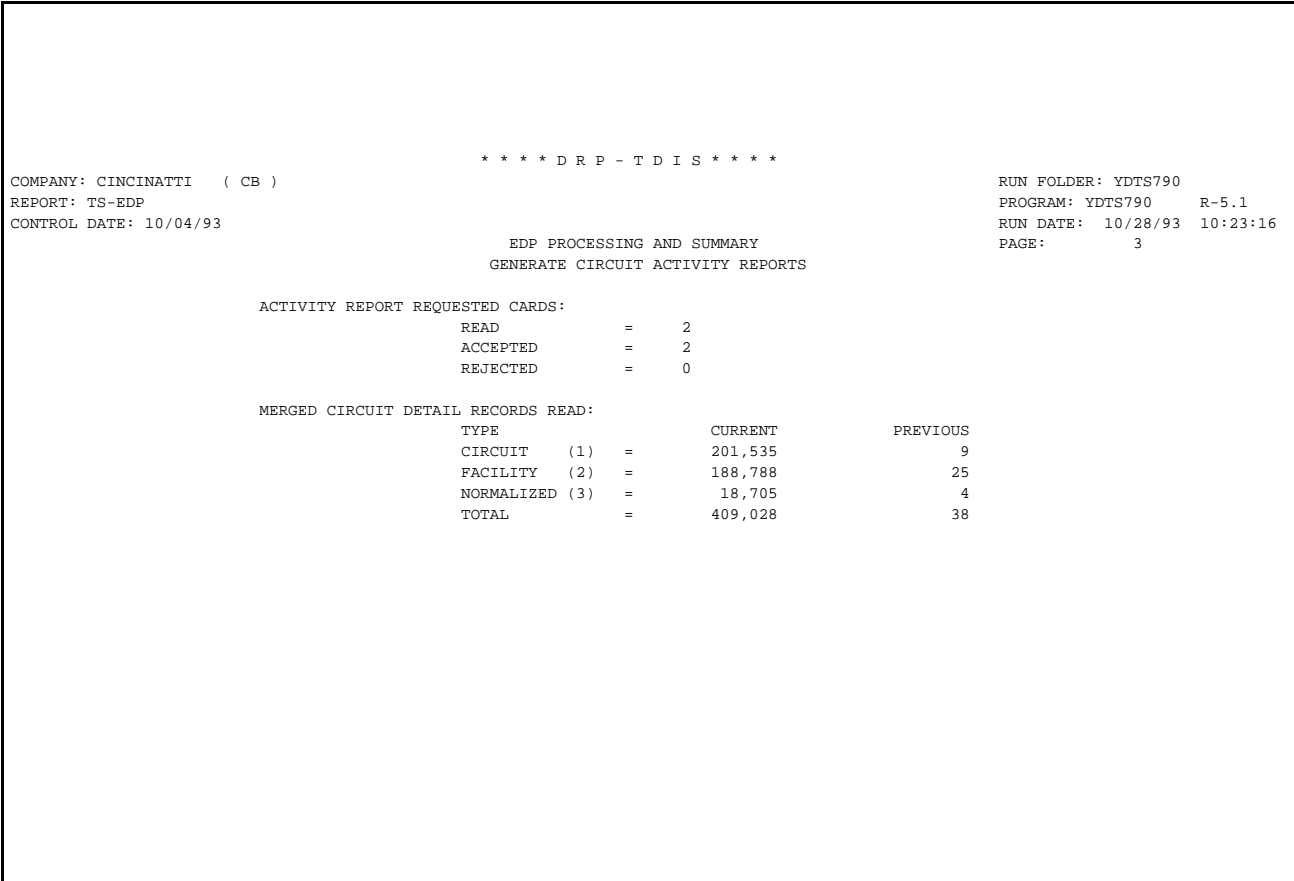 * * * * D R P - T D I S * * * *
COMPANY: CINCINATTI ( CB ) RUN FOLDER: YDTS790
REPORT: TS-EDP PROGRAM: YDTS790 R-5.1
CONTROL DATE: 10/04/93 RUN DATE: 10/28/93 10:23:16
EDP PROCESSING AND SUMMARY PAGE: 3
GENERATE CIRCUIT ACTIVITY REPORTS
ACTIVITY REPORT REQUESTED CARDS:
READ = 2
ACCEPTED = 2
REJECTED = 0
MERGED CIRCUIT DETAIL RECORDS READ:
TYPE CURRENT PREVIOUS
CIRCUIT (1) = 201,535 9
FACILITY (2) = 188,788 25
NORMALIZED (3) = 18,705 4
TOTAL = 409,028 38